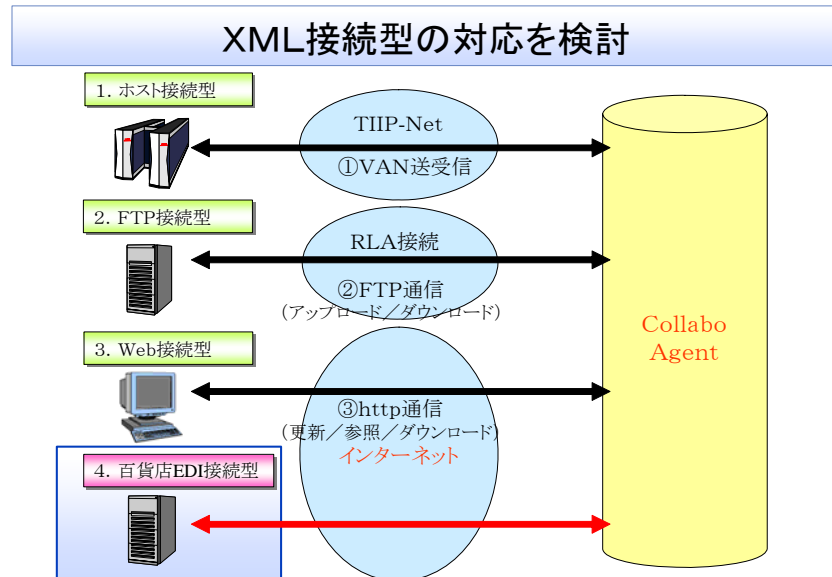 XML接続型の対応を検討
1．ホスト接続型
TIIP-Net
①VAN送受信
2．FTP接続型
RLA接続
②FTP通信
（アップロード／ダウンロード）
3．Web接続型
③http通信
（更新／参照／ダウンロード）
インターネット
4．百貨店EDI接続型
Collabo
Agent